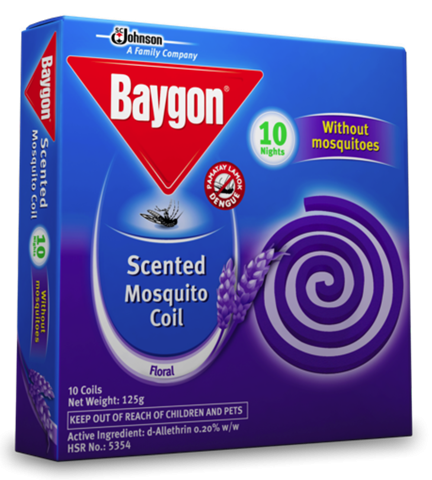 SC Johnson
A Family Company
Baygon®
10
Nights
Without
mosquitoes
PAMATAY LAMOK
DENGUE
Scented
Mosquito
Coil
Floral
10 Coils
Net Weight: 125g
KEEP OUT OF REACH OF CHILDREN AND PETS
Active Ingredient: d-Allethrin 0.20% w/w
HSR No.: 5354
Baygon
Scented
Mosquito Coil
10
Without
mosquitoes